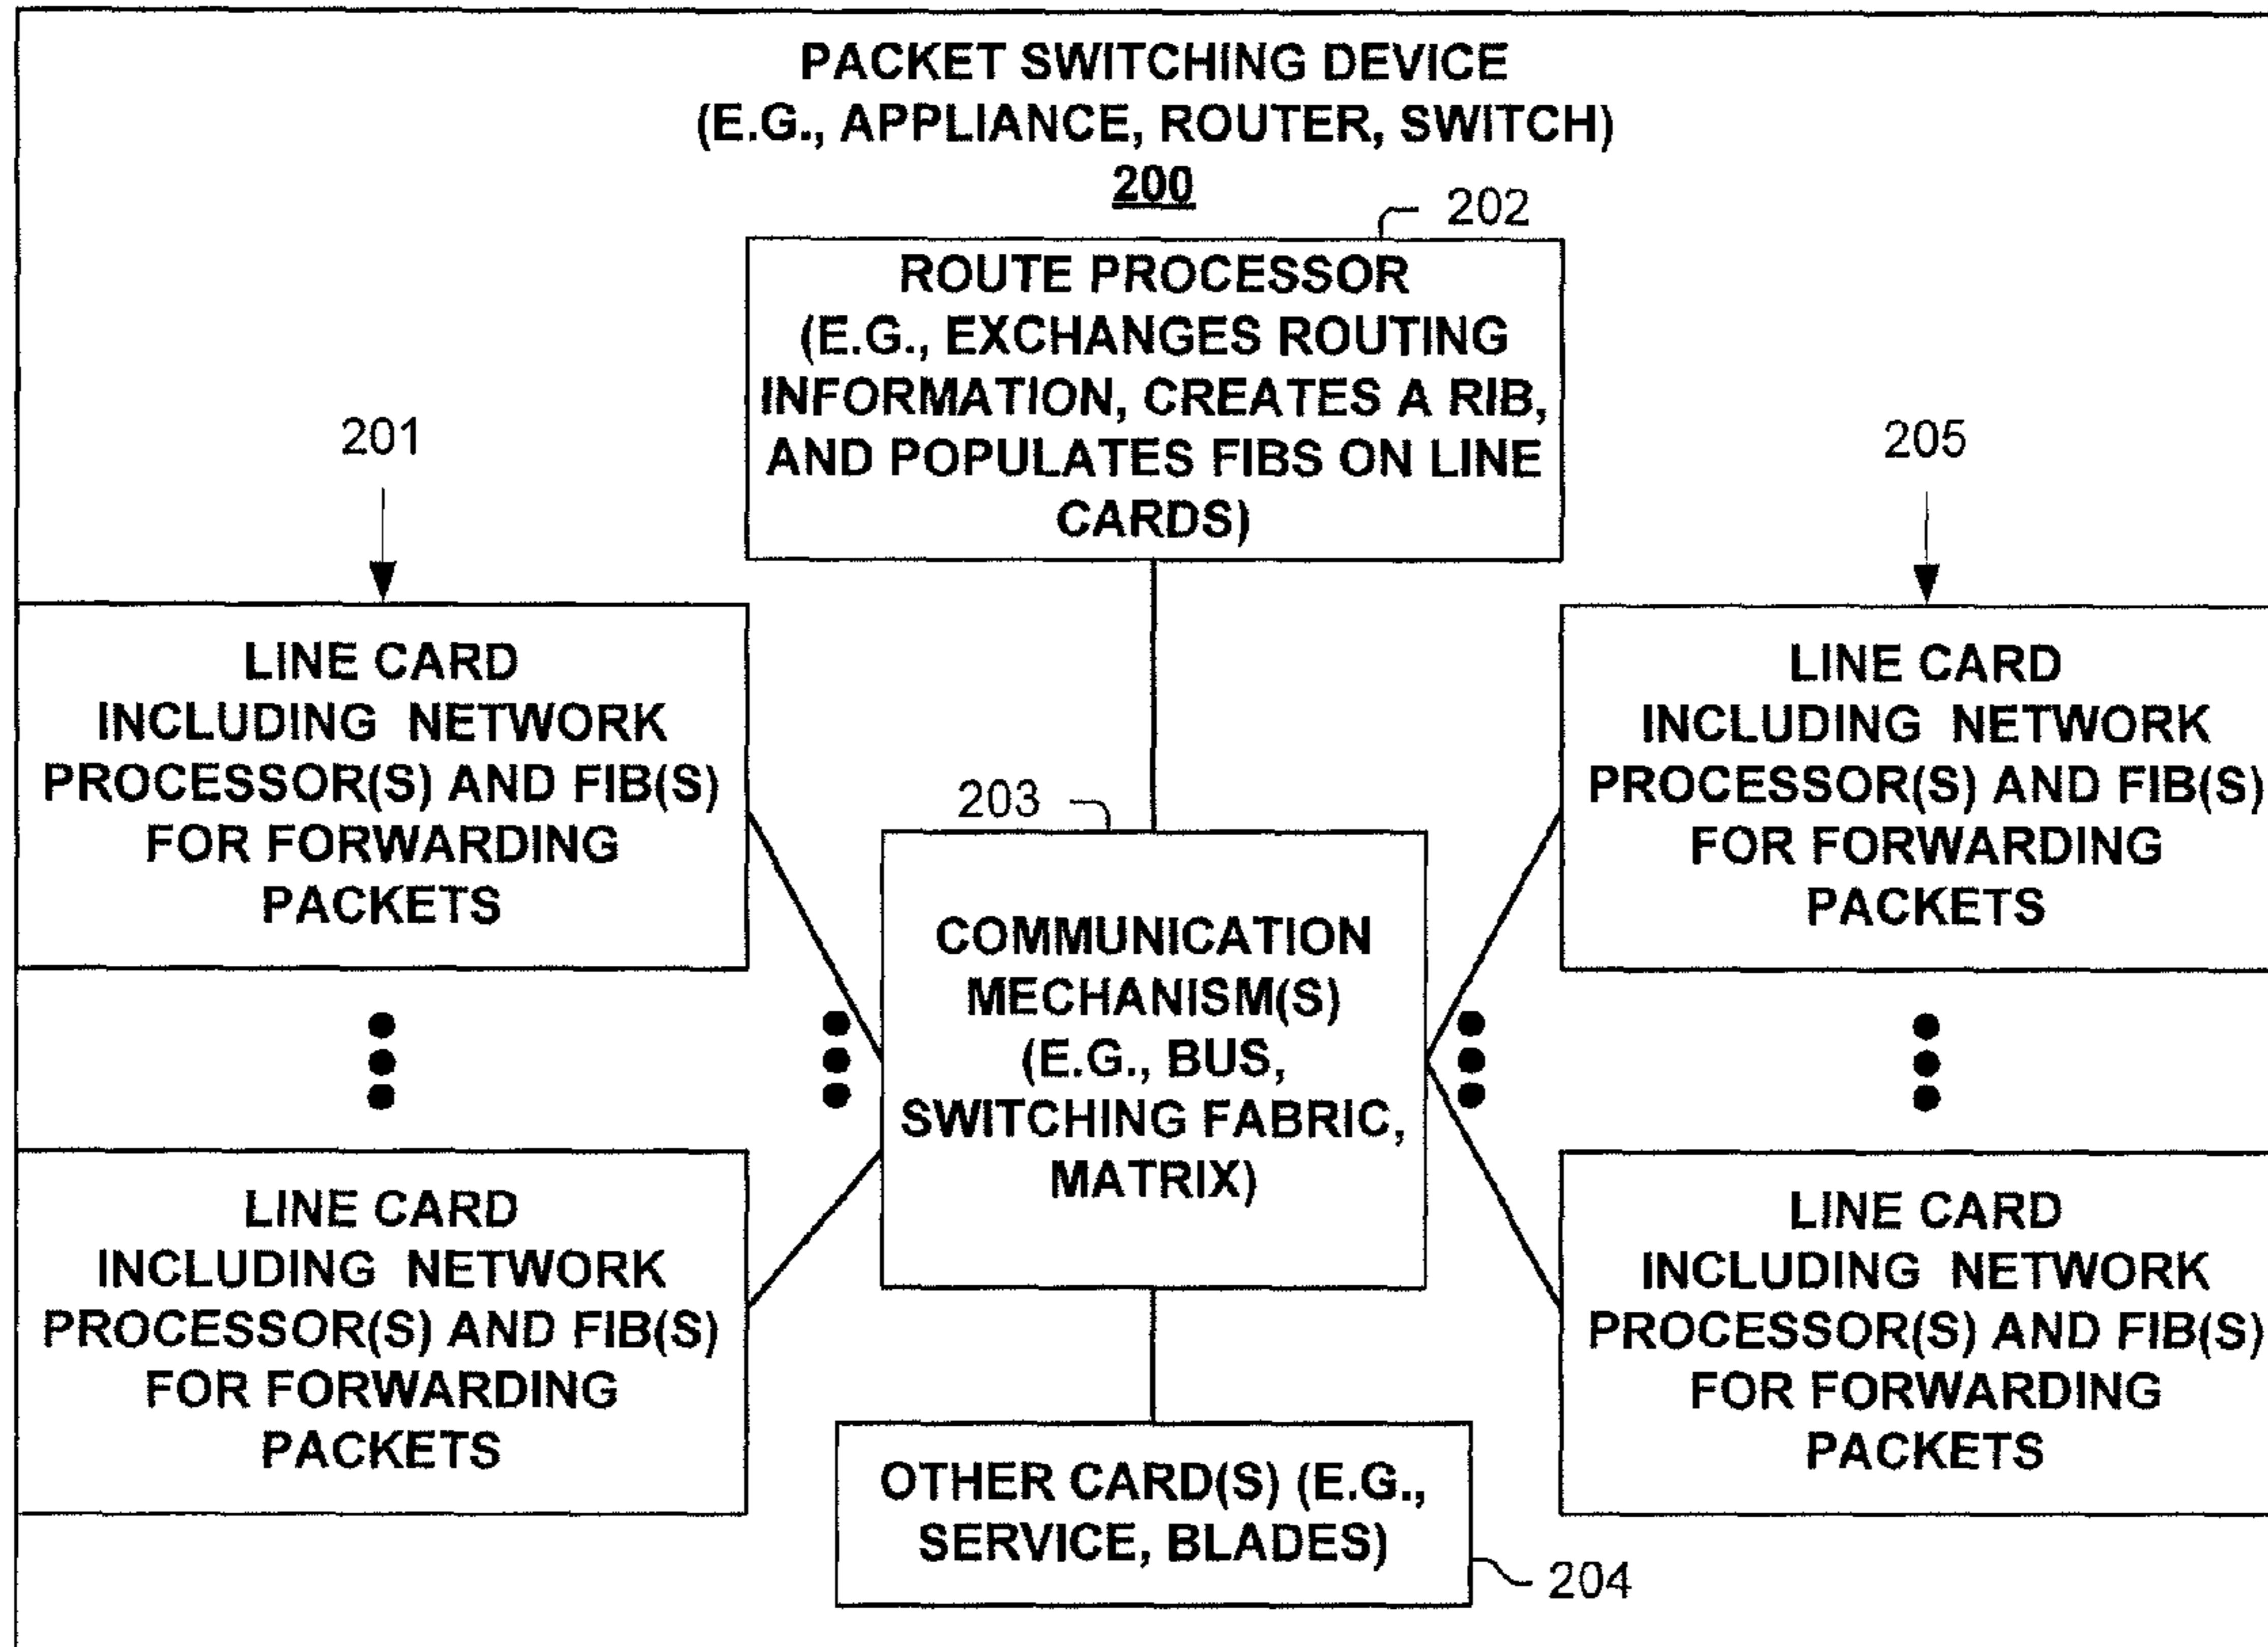 PACKET SWITCHING DEVICE
(E.G., APPLIANCE, ROUTER, SWITCH)
200
202
ROUTE PROCESSOR
(E.G., EXCHANGES ROUTING
INFORMATION, CREATES A RIB,
AND POPULATES FIBS ON LINE
CARDS)
201
205
LINE CARD
INCLUDING NETWORK
PROCESSOR(S) AND FIB(S)
FOR FORWARDING
PACKETS
LINE CARD
INCLUDING NETWORK
PROCESSOR(S) AND FIB(S)
FOR FORWARDING
PACKETS
203
COMMUNICATION
MECHANISM(S)
(E.G., BUS,
SWITCHING FABRIC,
MATRIX)
LINE CARD
INCLUDING NETWORK
PROCESSOR(S) AND FIB(S)
FOR FORWARDING
PACKETS
LINE CARD
INCLUDING NETWORK
PROCESSOR(S) AND FIB(S)
FOR FORWARDING
PACKETS
OTHER CARD(S) (E.G.,
SERVICE, BLADES)
204